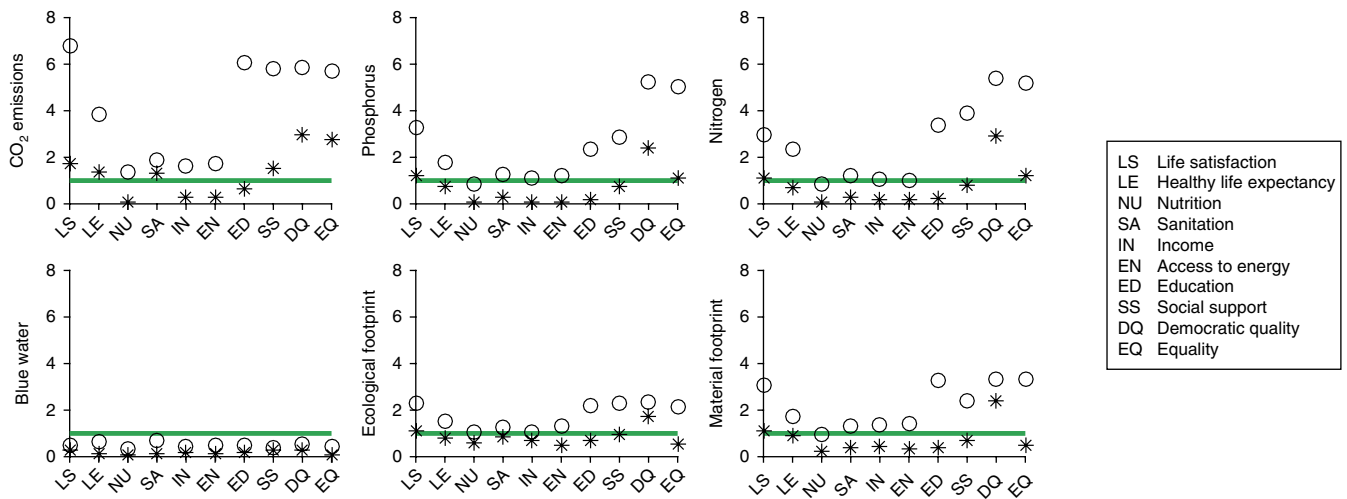 8
6
4
2
0
CO2 emissions
LS LE NU SA IN EN ED SS DQ EQ
8
6
4
2
0
Phosphorus
LS LE NU SA IN EN ED SS DQ EQ
8
6
4
2
0
Nitrogen
LS LE NU SA IN EN ED SS DQ EQ
8
6
4
2
0
Blue water
LS LE NU SA IN EN ED SS DQ EQ
8
6
4
2
0
Ecological footprint
LS LE NU SA IN EN ED SS DQ EQ
8
6
4
2
0
Material footprint
LS LE NU SA IN EN ED SS DQ EQ
LS Life satisfaction
LE Healthy life expectancy
NU Nutrition
SA Sanitation
IN Income
EN Access to energy
ED Education
SS Social support
DQ Democratic quality
EQ Equality